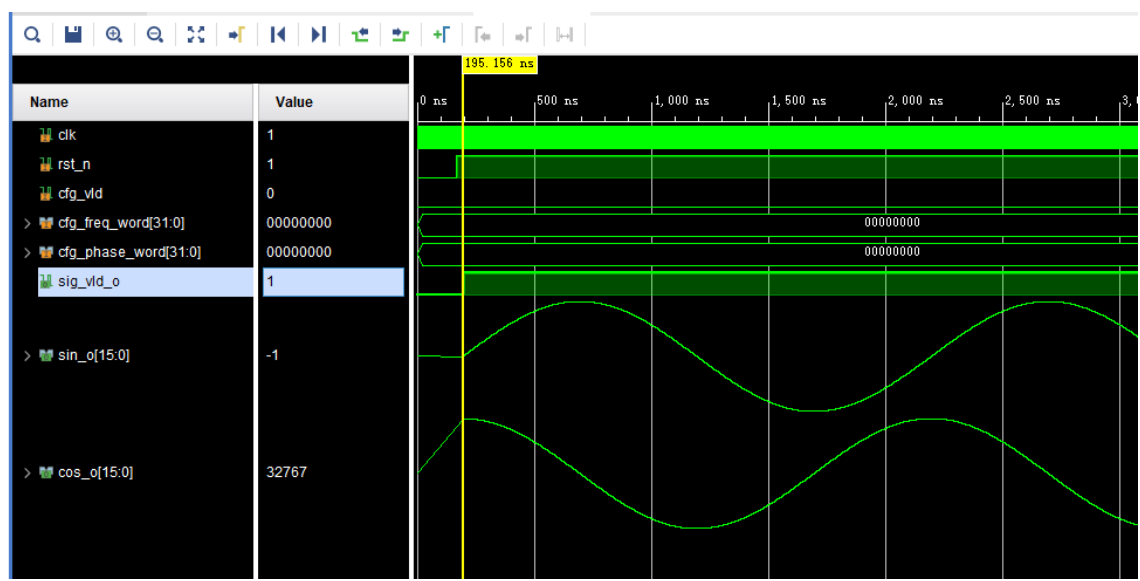 195.156 ns
Name Value
0 ns 500 ns 1,000 ns 1,500 ns 2,000 ns 2,500 ns 3,
clk 1
rst_n 1
cfg_vld 0
cfg_freq_word[31:0] 00000000 00000000
cfg_phase_word[31:0] 00000000 00000000
sig_vld_o 1
sin_o[15:0] -1
cos_o[15:0] 32767